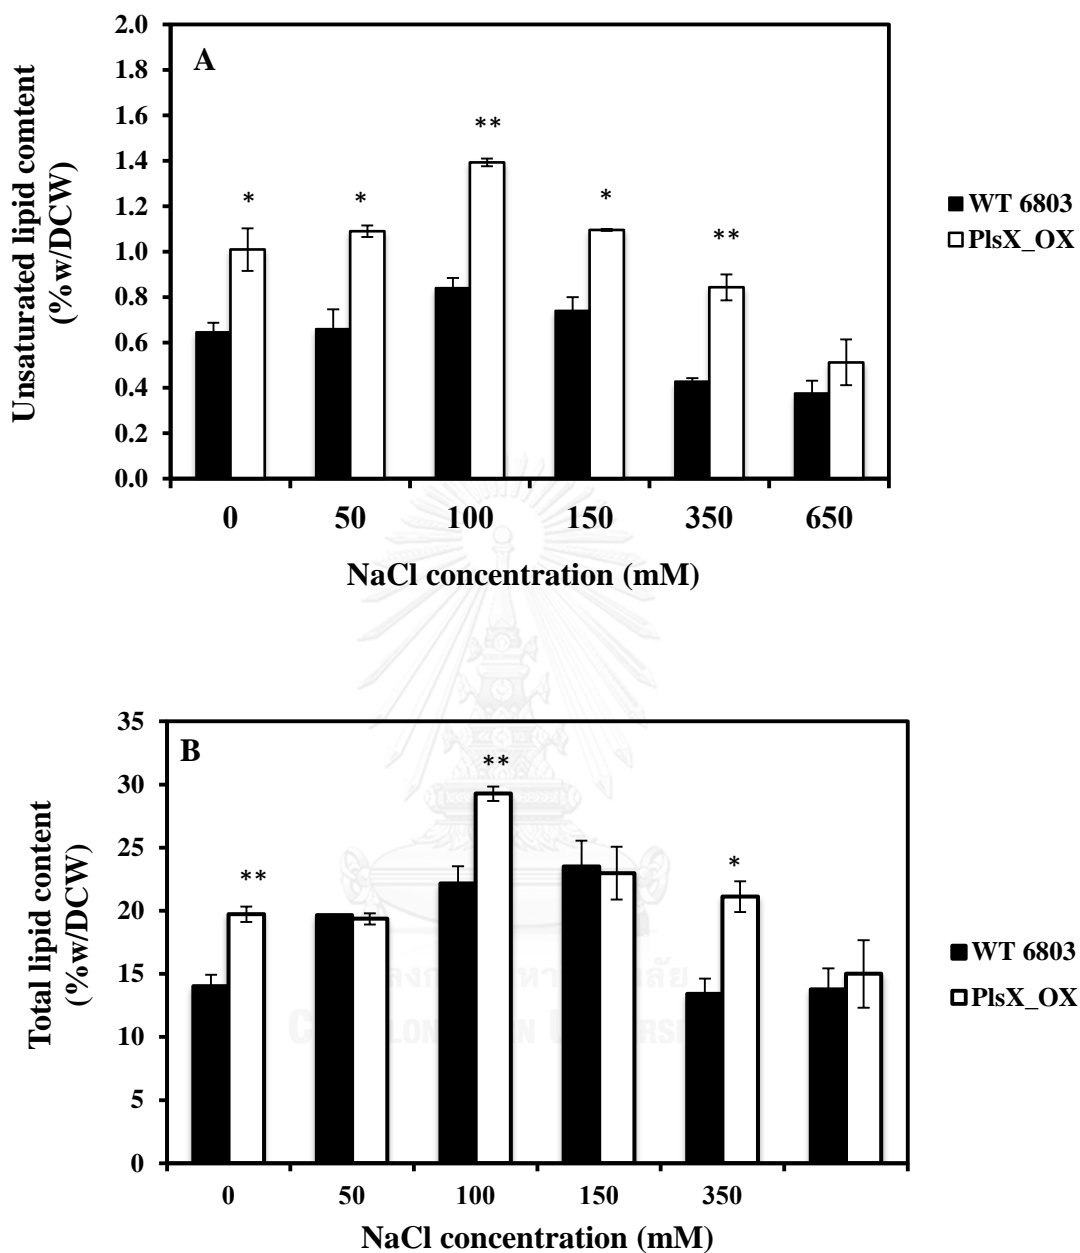 2.0
A
1.8
1.6
**
1.4
1.2
*
*
*
1.0
**
0.8
0.6
0.4
0.2
0.0
Unsaturated lipid comtent
(%w/DCW)
WT 6803
PlsX_OX
0 50 100 150 350 650
NaCl concentration (mM)
35
B
30
**
25
**
*
20
15
10
5
0
Total lipid content
(%w/DCW)
WT 6803
PlsX_OX
0 50 100 150 350
NaCl concentration (mM)